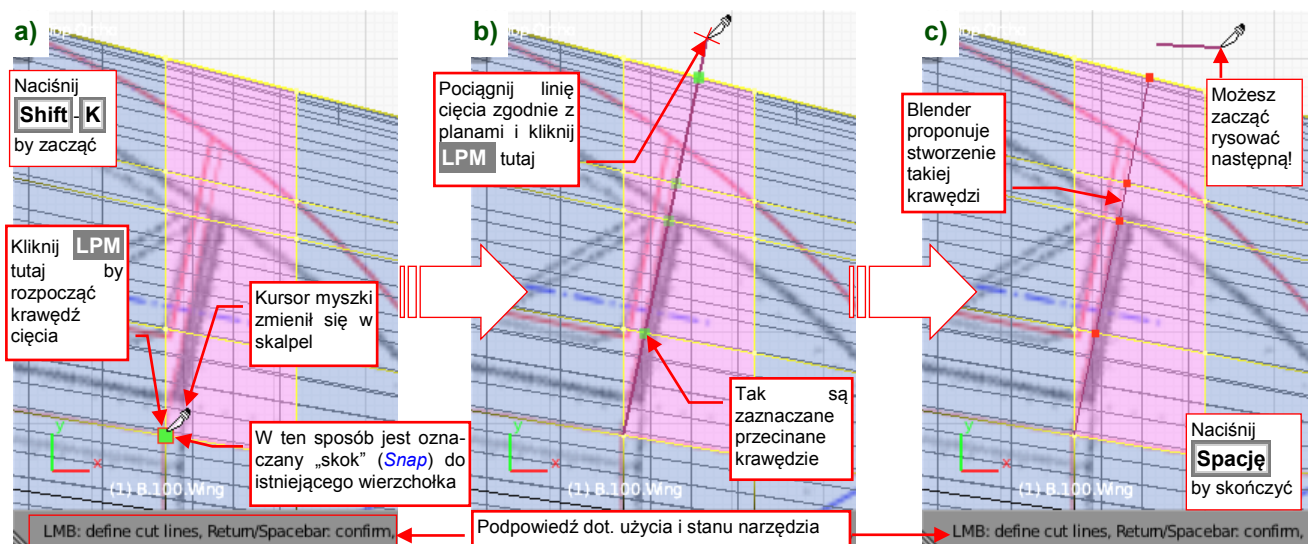 a)
Naciśnij
Shift - K
by zacząć
Kliknij LPM
tutaj by
rozpocząć
krawędź
cięcia
Kursor myszki
zmienił się w
skalpel
W ten sposób jest ozna-
czany „skok” (Snap) do
istniejącego wierzchołka
y
x
(1) B.100.Wing
LMB: define cut lines, Return/Spacebar: confirm,
b)
Pociągnij linię
cięcia zgodnie z
planami i kliknij
LPM tutaj
Tak są
zaznaczane
przecinane
krawędzie
y
x
(1) B.100.Wing
Podpowiedź dot. użycia i stanu narzędzia
c)
Możesz
zacząć
rysować
następną!
Blender
proponuje
stworzenie
takiej
krawędzi
Naciśnij
Spację
by skończyć
y
x
(1) B.100.Wing
LMB: define cut lines, Return/Spacebar: confirm,